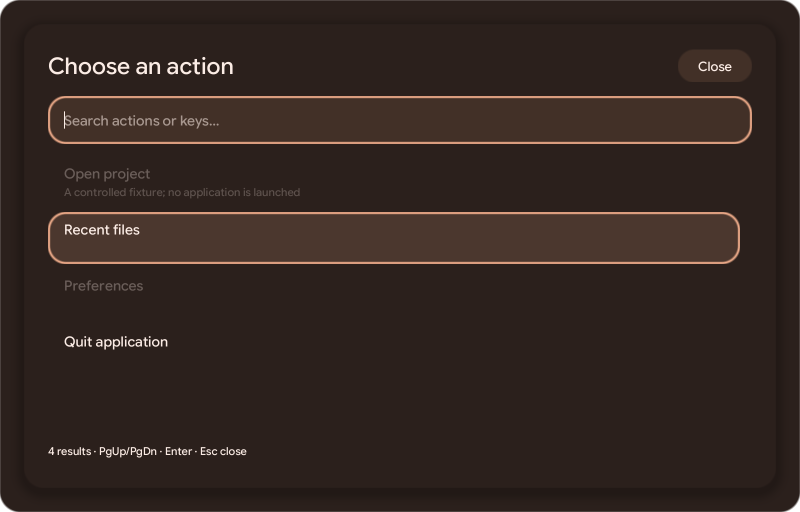 Choose an action
Close
Search actions or keys...
Open project
A controlled fixture; no application is launched
Recent files
Preferences
Quit application
4 results · PgUp/PgDn · Enter · Esc close